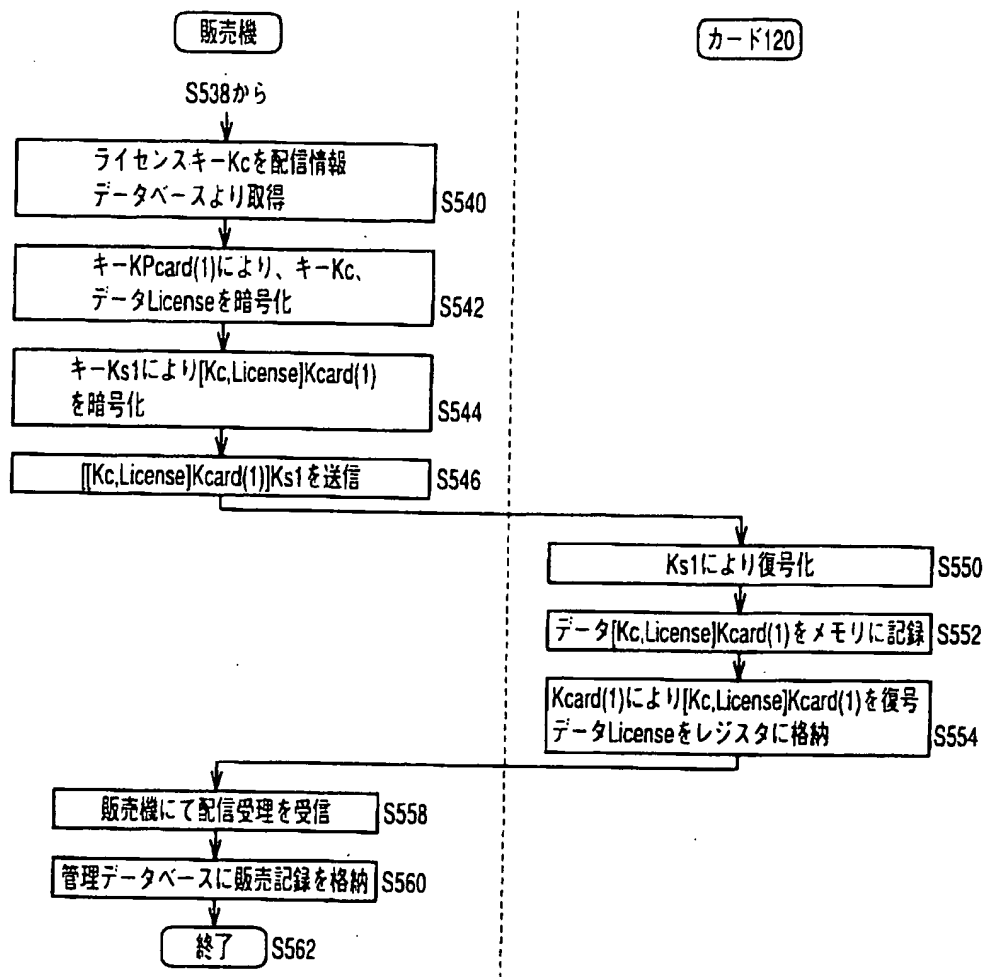 販売機
カード120
S538から
ライセンスキーKcを配信情報
データベースより取得
S540
キーKPcard(1)により、キーKc、
データLicenseを暗号化
S542
キーKs1により[Kc,License]Kcard(1)
を暗号化
S544
[[Kc,License]Kcard(1)]Ks1を送信
S546
Ks1により復号化
S550
データ[Kc,License]Kcard(1)をメモリに記録
S552
Kcard(1)により[Kc,License]Kcard(1)を復号
データLicenseをレジスタに格納
S554
販売機にて配信受理を受信
S558
管理データベースに販売記録を格納
S560
終了
S562